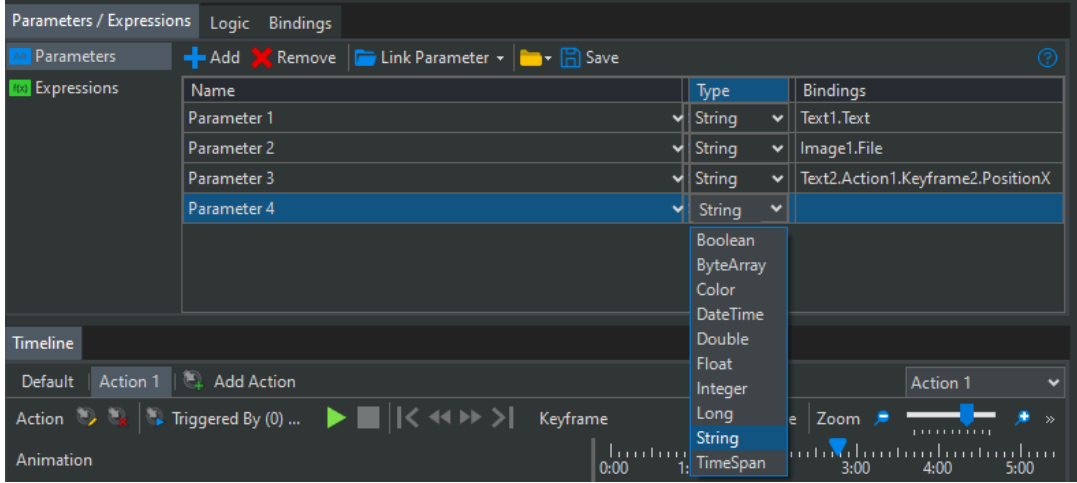 Parameters / Expressions Logic Bindings
Parameters Add Remove Link Parameter Save
f(x) Expressions Name Type Bindings
Parameter 1 String Text1.Text
Parameter 2 String Image1.File
Parameter 3 String Text2.Action1.Keyframe2.PositionX
Parameter 4 String
Boolean
ByteArray
Color
DateTime
Double
Float
Integer
Long
String
TimeSpan
Timeline
Default Action 1 Add Action Action 1
Action Triggered By (0) ... Keyframe Zoom
Animation 0:00 3:00 4:00 5:00